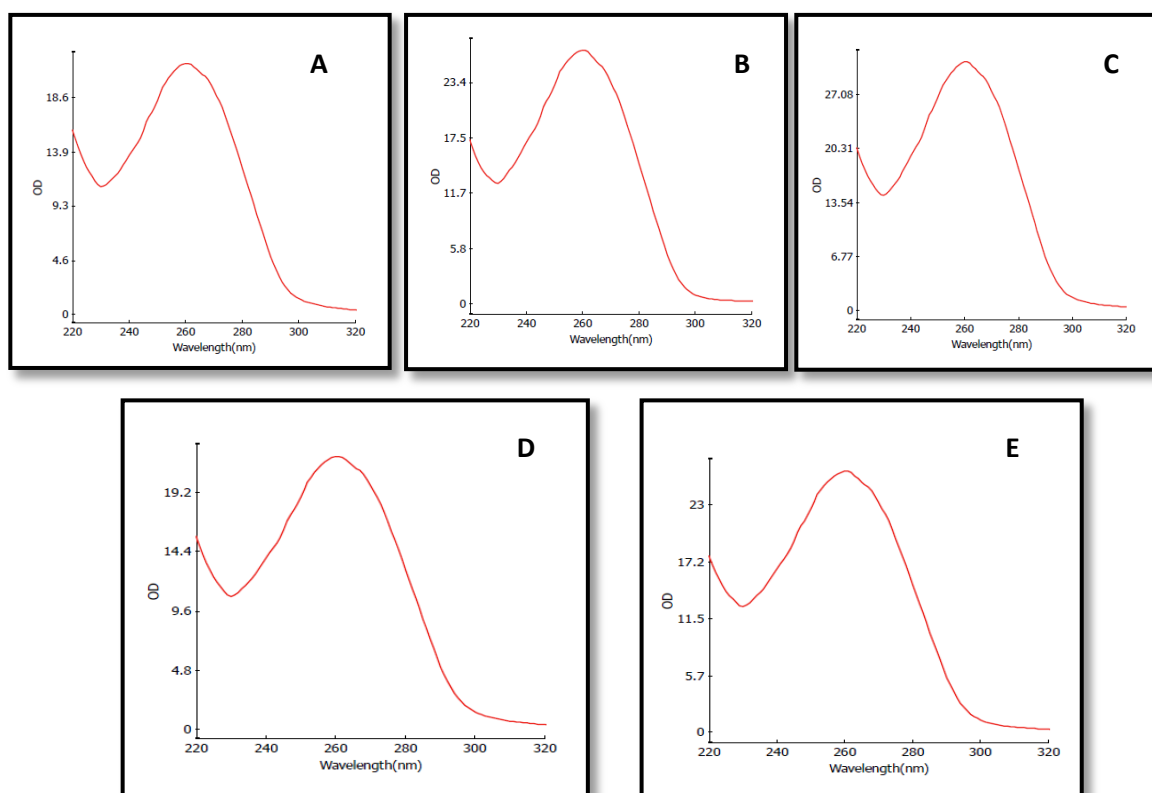 A
OD
18.6
13.9
9.3
4.6
0
220 240 260 280 300 320
Wavelength(nm)
B
OD
23.4
17.5
11.7
5.8
0
220 240 260 280 300 320
Wavelength(nm)
C
OD
27.08
20.31
13.54
6.77
0
220 240 260 280 300 320
Wavelength(nm)
D
OD
19.2
14.4
9.6
4.8
0
220 240 260 280 300 320
Wavelength(nm)
E
OD
23
17.2
11.5
5.7
0
220 240 260 280 300 320
Wavelength(nm)